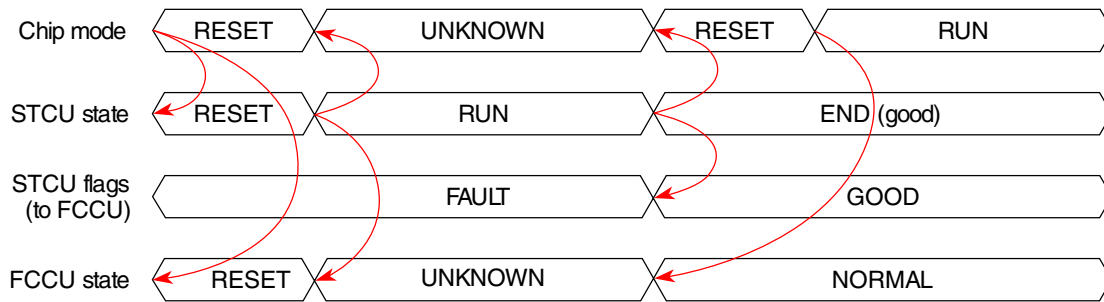 Chip mode RESET UNKNOWN RESET RUN
STCU state RESET RUN END (good)
STCU flags
(to FCCU) FAULT GOOD
FCCU state RESET UNKNOWN NORMAL